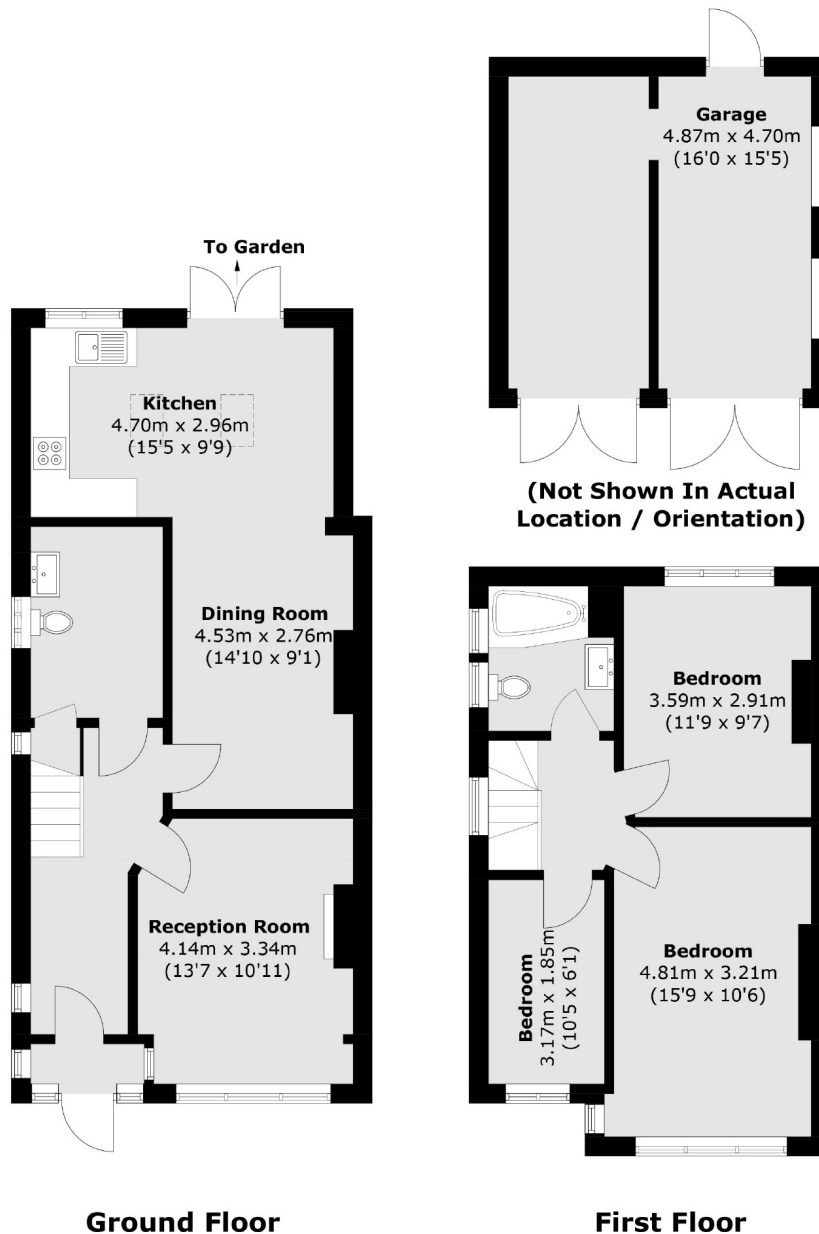 Garage
4.87m x 4.70m
(16'0 x 15'5)
(Not Shown In Actual
Location / Orientation)
To Garden
Kitchen
4.70m x 2.96m
(15'5 x 9'9)
Dining Room
4.53m x 2.76m
(14'10 x 9'1)
Reception Room
4.14m x 3.34m
(13'7 x 10'11)
Ground Floor
Bedroom
3.59m x 2.91m
(11'9 x 9'7)
Bedroom
4.81m x 3.21m
(15'9 x 10'6)
Bedroom
3.17m x 1.85m
(10'5 x 6'1)
First Floor